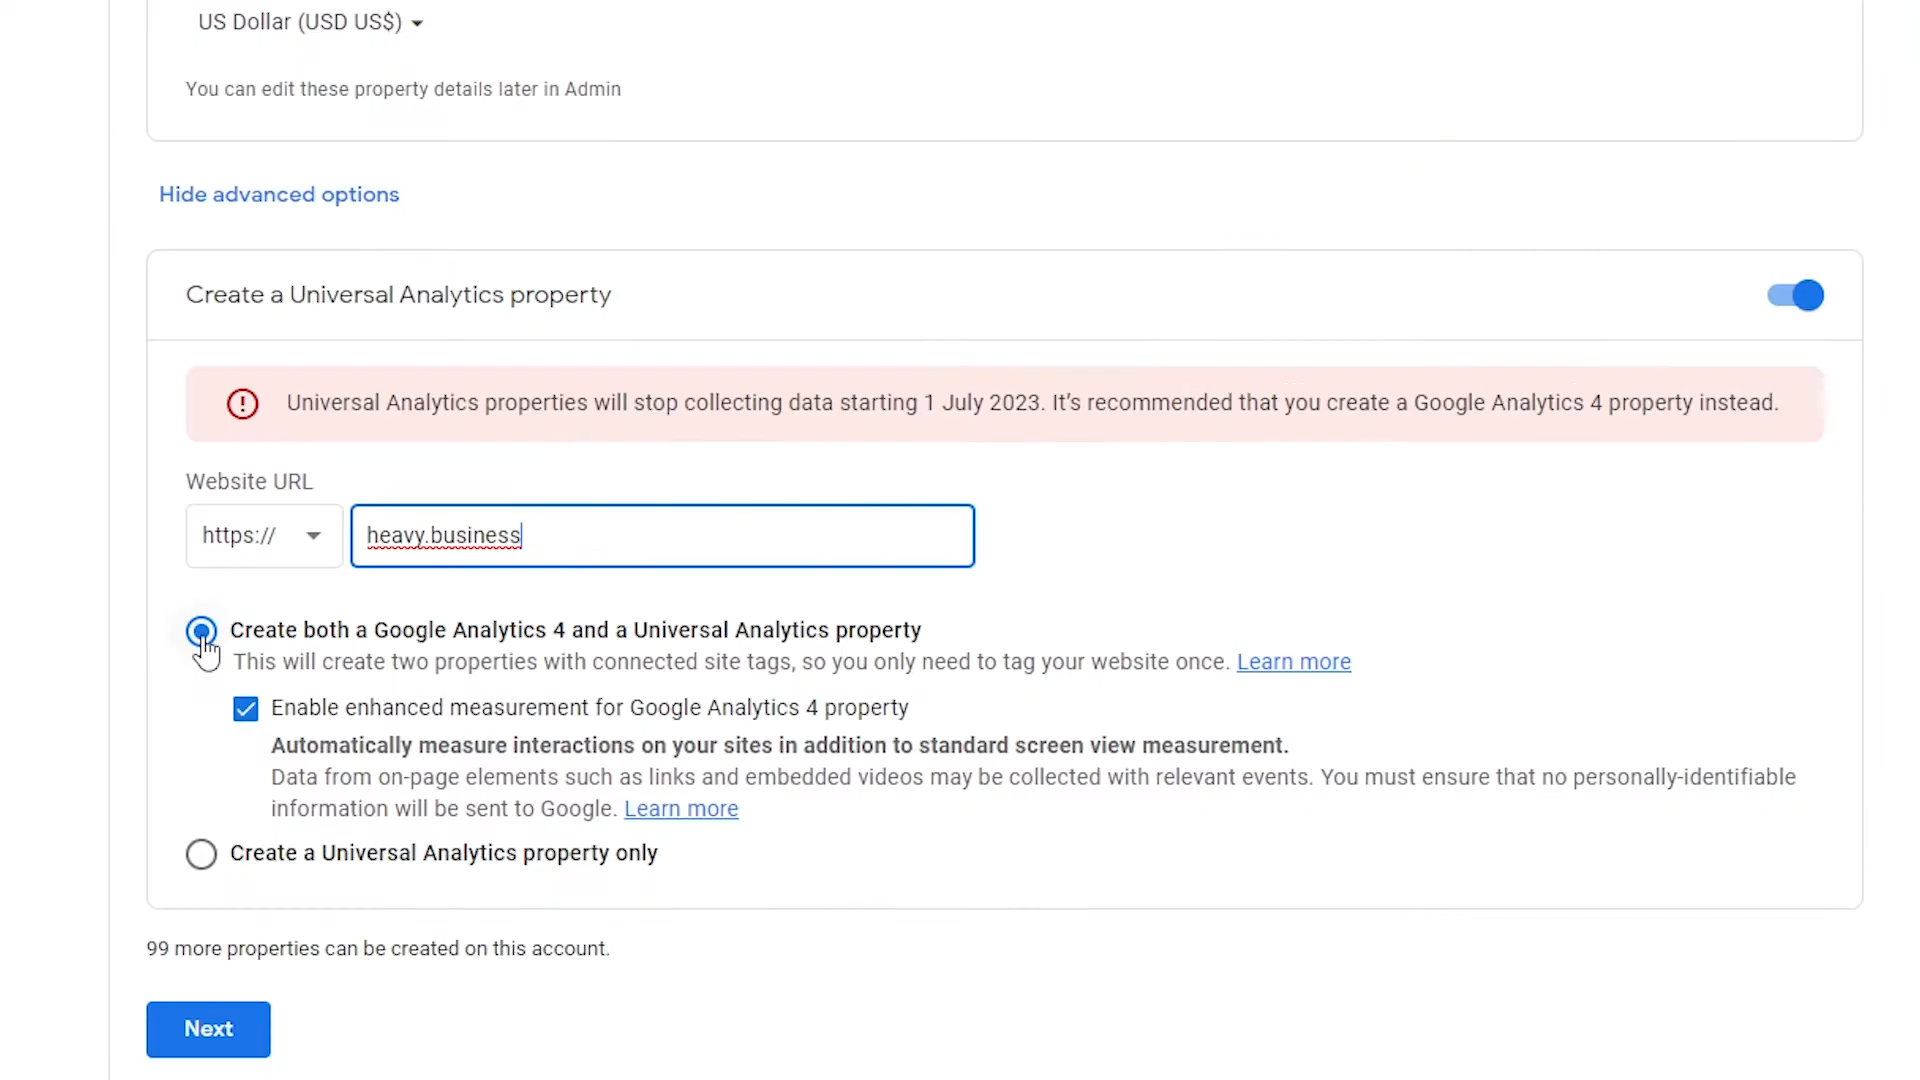 US Dollar (USD US$)
You can edit these property details later in Admin
Hide advanced options
Create a Universal Analytics property
Universal Analytics properties will stop collecting data starting 1 July 2023. It’s recommended that you create a Google Analytics 4 property instead.
Website URL
https:// heavy.business
Create both a Google Analytics 4 and a Universal Analytics property
This will create two properties with connected site tags, so you only need to tag your website once. Learn more
Enable enhanced measurement for Google Analytics 4 property
Automatically measure interactions on your sites in addition to standard screen view measurement.
Data from on-page elements such as links and embedded videos may be collected with relevant events. You must ensure that no personally-identifiable
information will be sent to Google. Learn more
Create a Universal Analytics property only
99 more properties can be created on this account.
Next